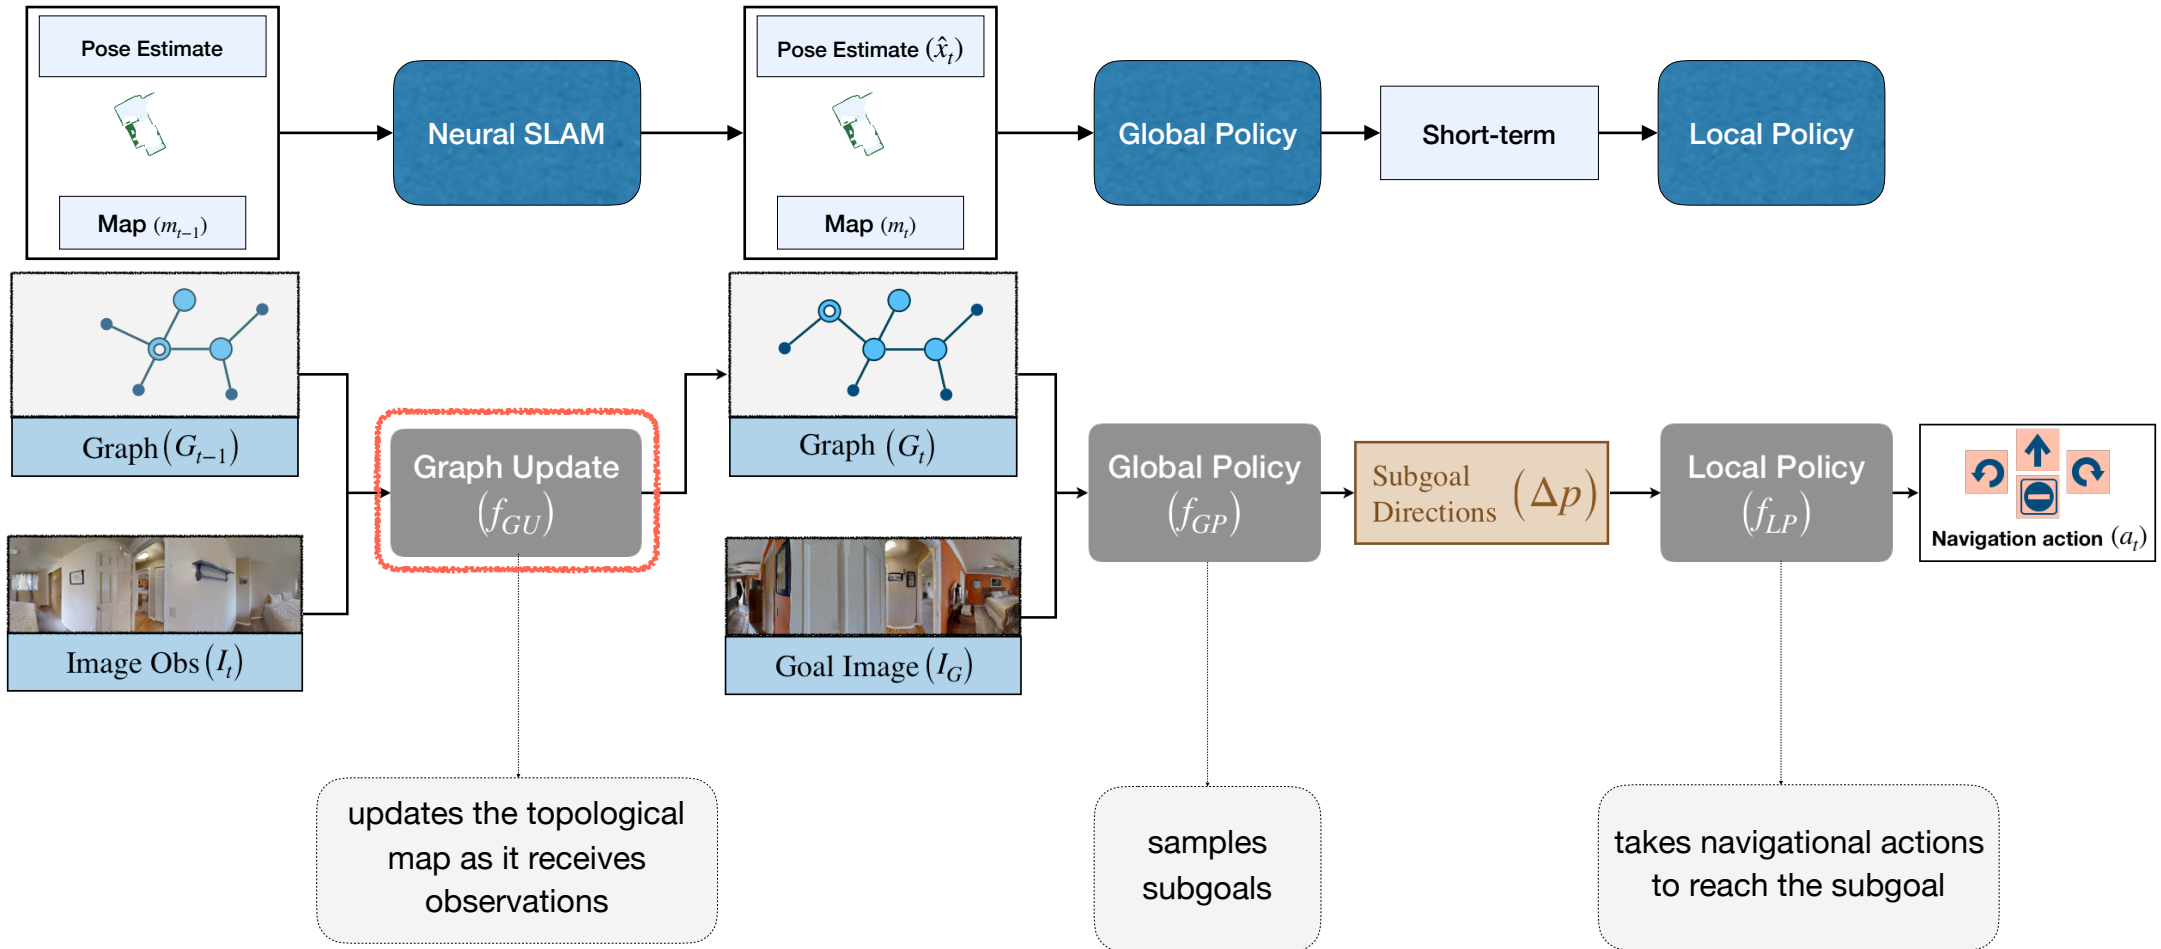 Pose Estimate
Map (m_{t-1})
Neural SLAM
Pose Estimate (x̂_t)
Map (m_t)
Global Policy
Short-term
Local Policy
Graph (G_{t-1})
Image Obs (I_t)
Graph Update
(f_{GU})
Graph (G_t)
Goal Image (I_G)
Global Policy
(f_{GP})
Subgoal
Directions (Δp)
Local Policy
(f_{LP})
Navigation action (a_t)
updates the topological
map as it receives
observations
samples
subgoals
takes navigational actions
to reach the subgoal